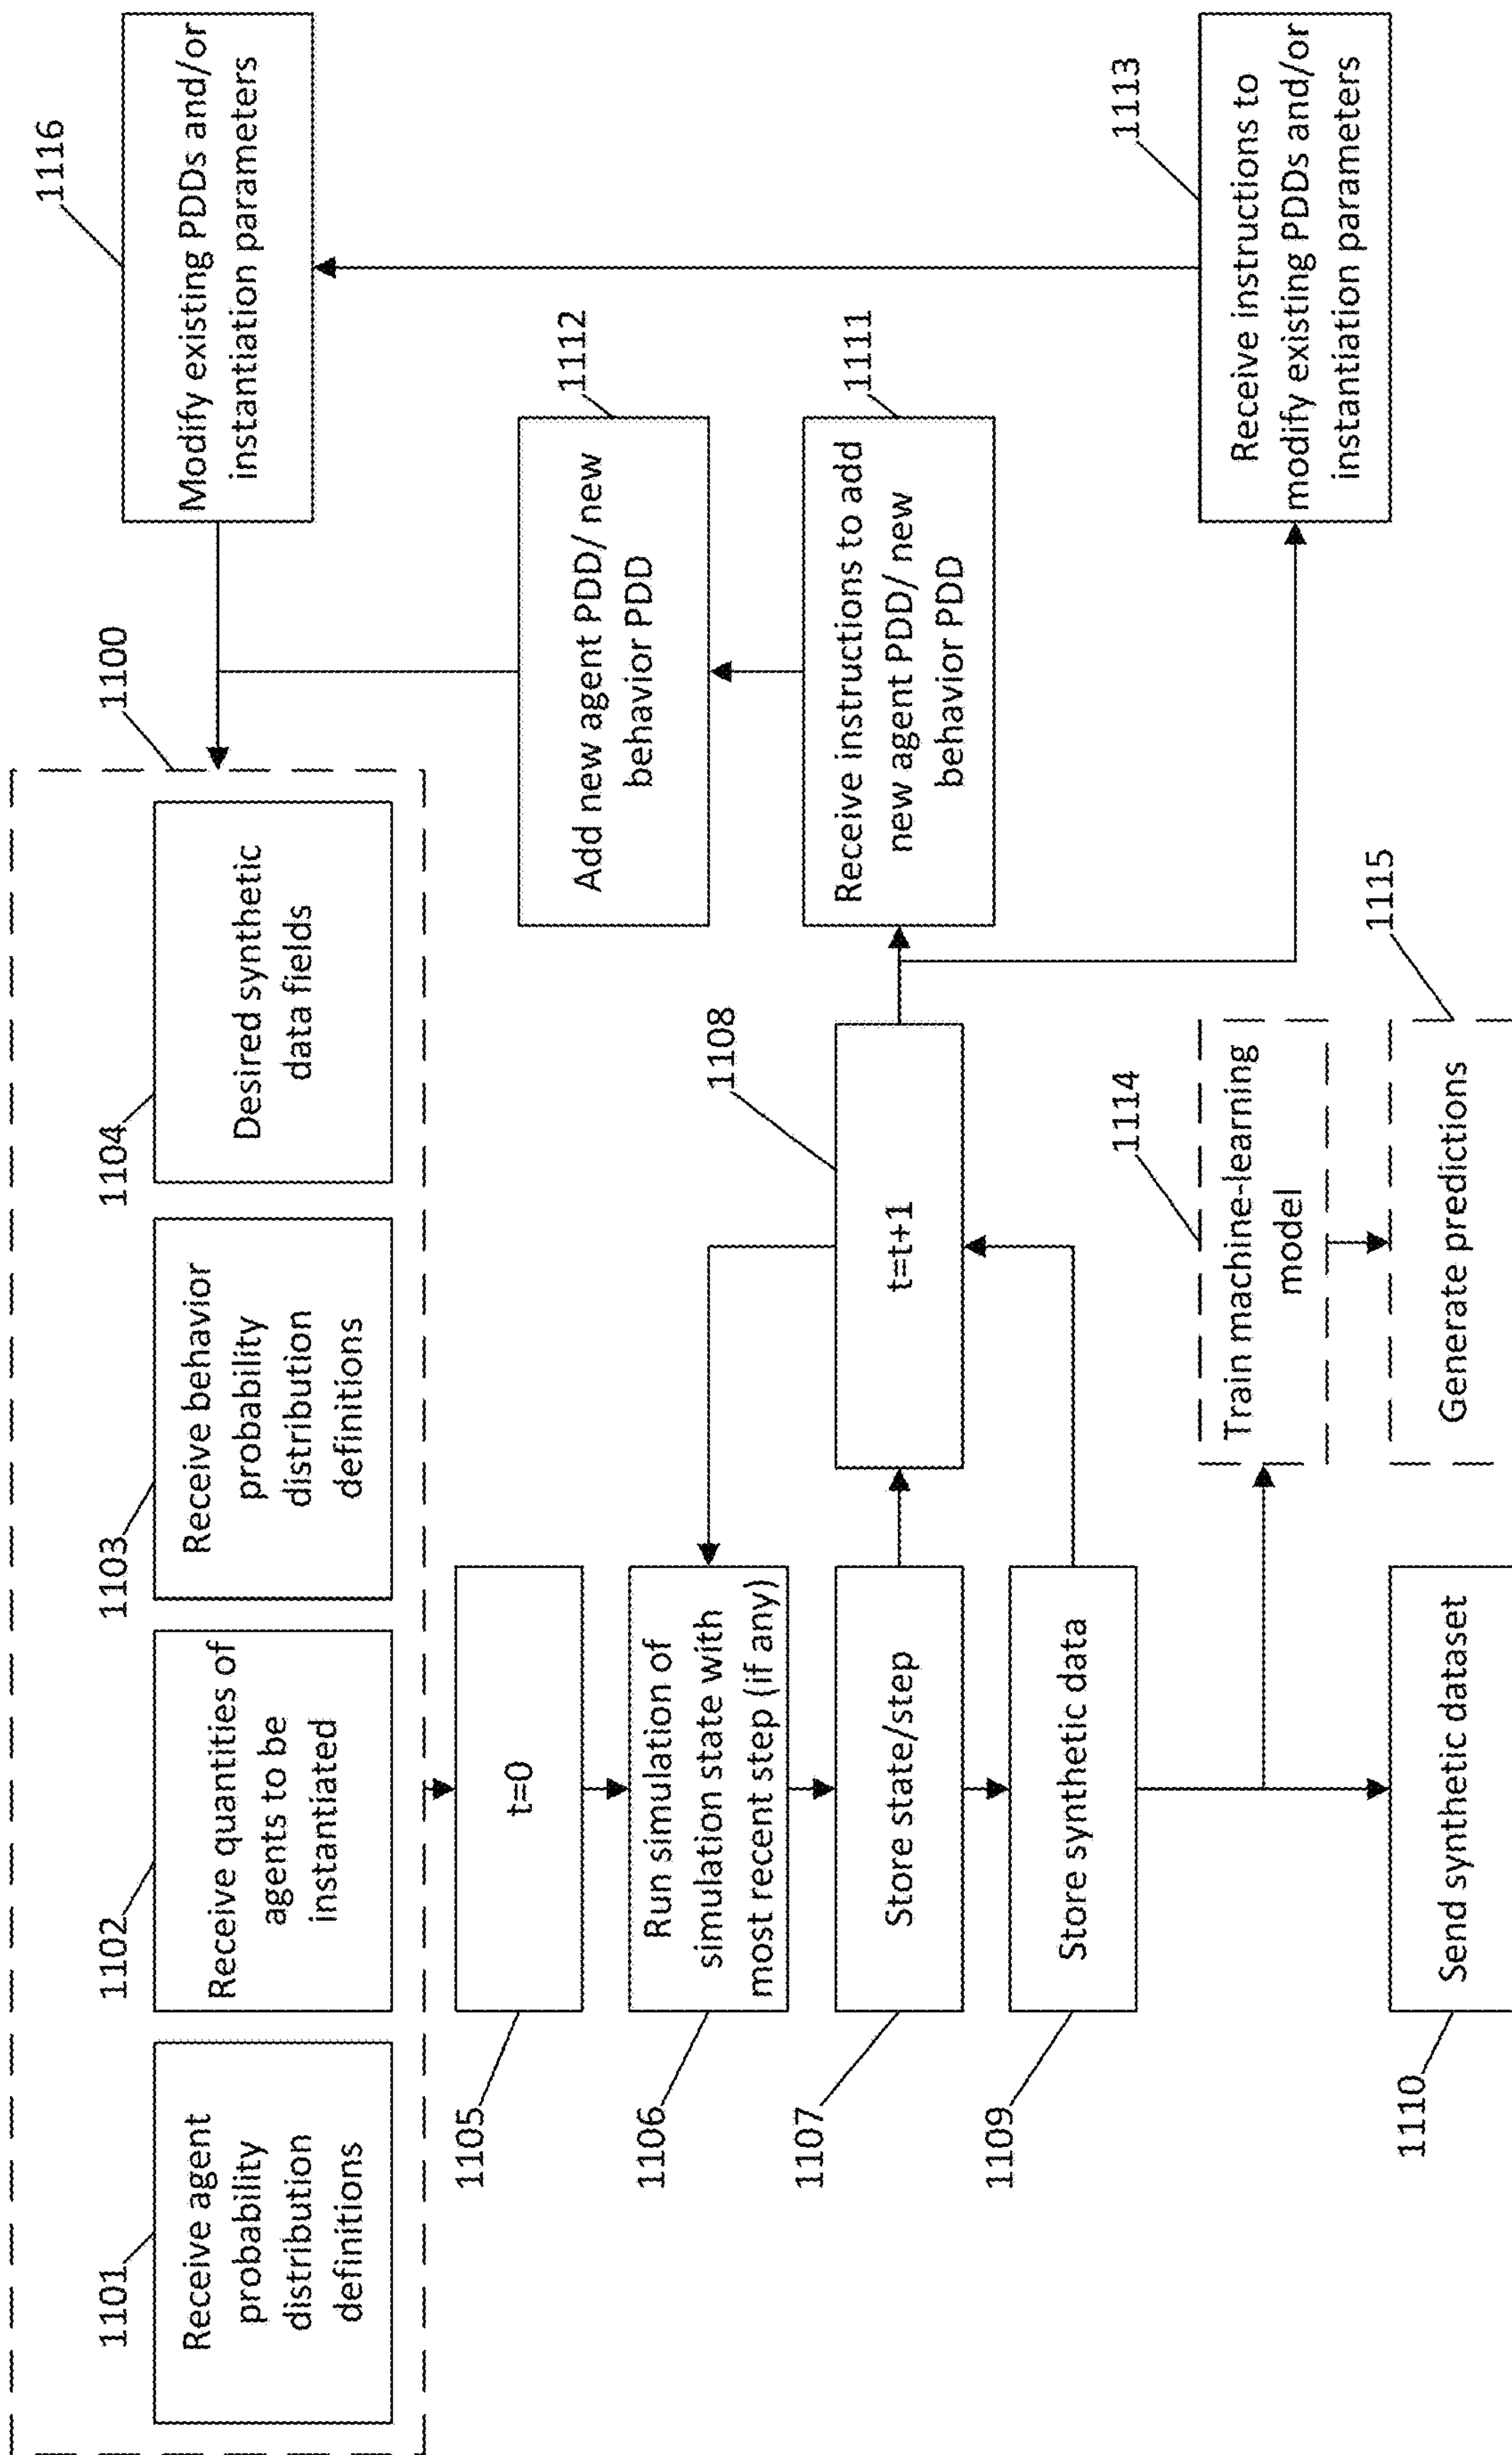 1100
1101
Receive agent
probability
distribution
definitions
1102
Receive quantities of
agents to be
instantiated
1103
Receive behavior
probability
distribution
definitions
1104
Desired synthetic
data fields
1116
Modify existing PDDs and/or
instantiation parameters
1105
t=0
1106
Run simulation of
simulation state with
most recent step (if any)
1107
Store state/step
1108
t=t+1
1109
Store synthetic data
1112
Add new agent PDD/ new
behavior PDD
1111
Receive instructions to add
new agent PDD/ new
behavior PDD
1113
Receive instructions to
modify existing PDDs and/or
instantiation parameters
1114
Train machine-learning
model
1115
Generate predictions
1110
Send synthetic dataset